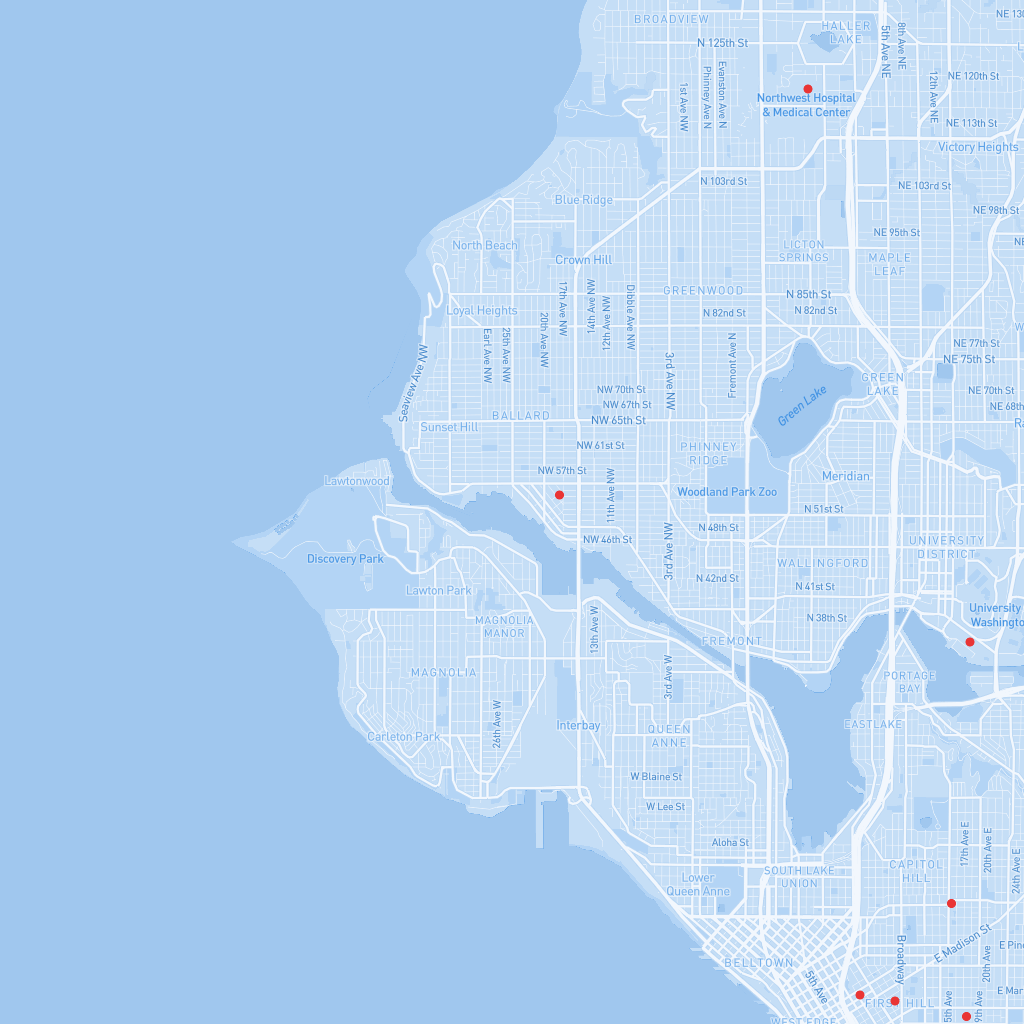 BROADVIEW
HALLER
LAKE
5th Ave NE
8th Ave NE
N 125th St
NE 120th St
12th Ave NE
Evanston Ave N
Phinney Ave N
1st Ave NW
Northwest Hospital
& Medical Center
NE 113th St
Victory Heights
N 103rd St
NE 103rd St
Blue Ridge
NE 98th St
NE 95th St
North Beach
LICTON
SPRINGS
MAPLE
LEAF
Crown Hill
GREENWOOD
N 85th St
17th Ave NW
14th Ave NW
12th Ave NW
Dibble Ave NW
Loyal Heights
N 82nd St
N 82nd St
20th Ave NW
25th Ave NW
Earl Ave NW
Fremont Ave N
NE 77th St
NE 75th St
Seaview Ave NW
3rd Ave NW
GREEN
LAKE
Green Lake
NW 70th St
NE 70th St
NW 67th St
NE 68th
BALLARD
NW 65th St
Sunset Hill
NW 61st St
PHINNEY
RIDGE
NW 57th St
Meridian
Lawtonwood
11th Ave NW
Woodland Park Zoo
N 51st St
N 48th St
NW 46th St
3rd Ave NW
UNIVERSITY
DISTRICT
Discovery Park
WALLINGFORD
N 42nd St
N 41st St
Lawton Park
University
Washington
MAGNOLIA
MANOR
N 38th St
13th Ave W
FREMONT
MAGNOLIA
3rd Ave W
PORTAGE
BAY
26th Ave W
Interbay
EASTLAKE
QUEEN
ANNE
Carleton Park
W Blaine St
W Lee St
Aloha St
17th Ave E
20th Ave E
24th Ave E
CAPITOL
HILL
SOUTH LAKE
UNION
Lower
Queen Anne
E Madison St
Broadway
BELLTOWN
20th Ave
5th Ave
FIRST HILL
WEST EDGE